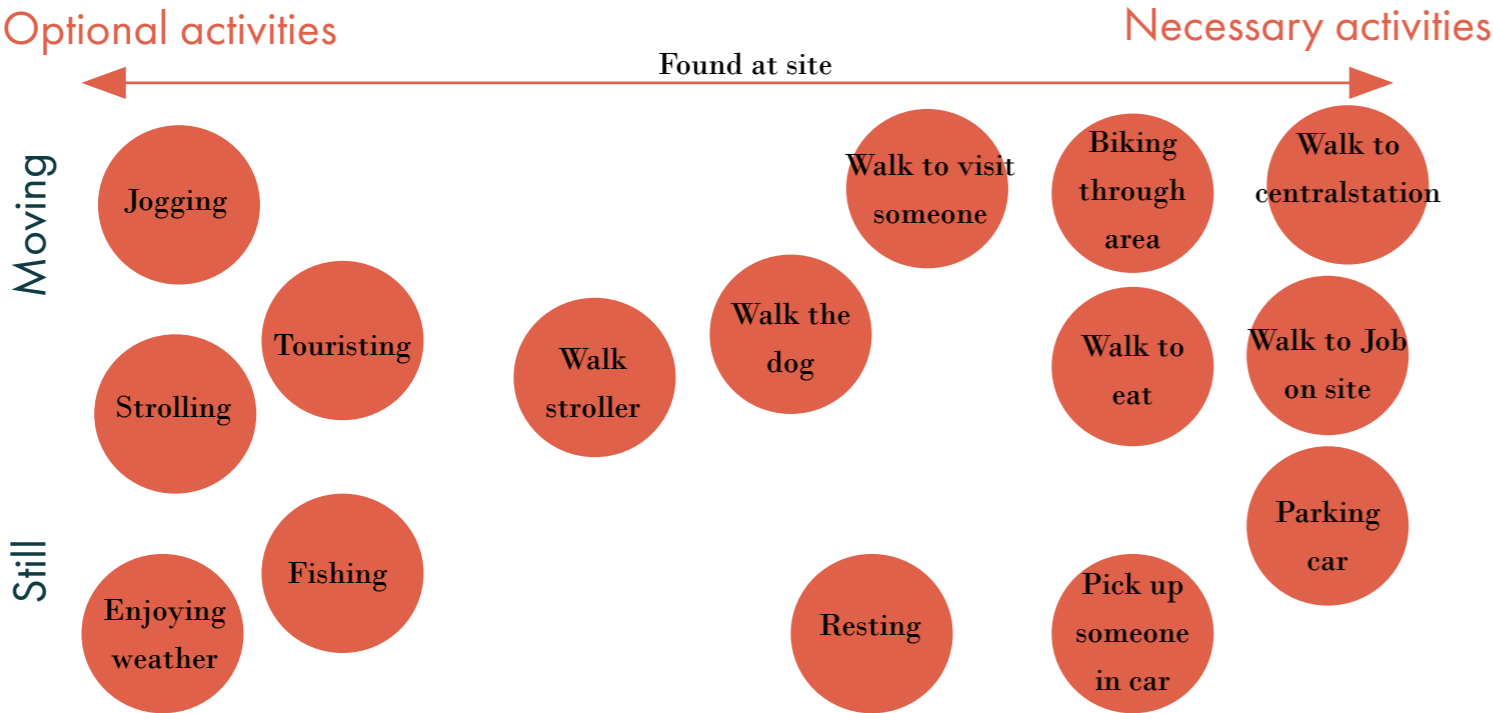 Optional activities
Necessary activities
Found at site
Moving
Jogging
Walk to visit
someone
Biking
through
area
Walk to
centralstation
Touristing
Strolling
Walk
stroller
Walk the
dog
Walk to
eat
Walk to Job
on site
Still
Enjoying
weather
Fishing
Resting
Pick up
someone
in car
Parking
car